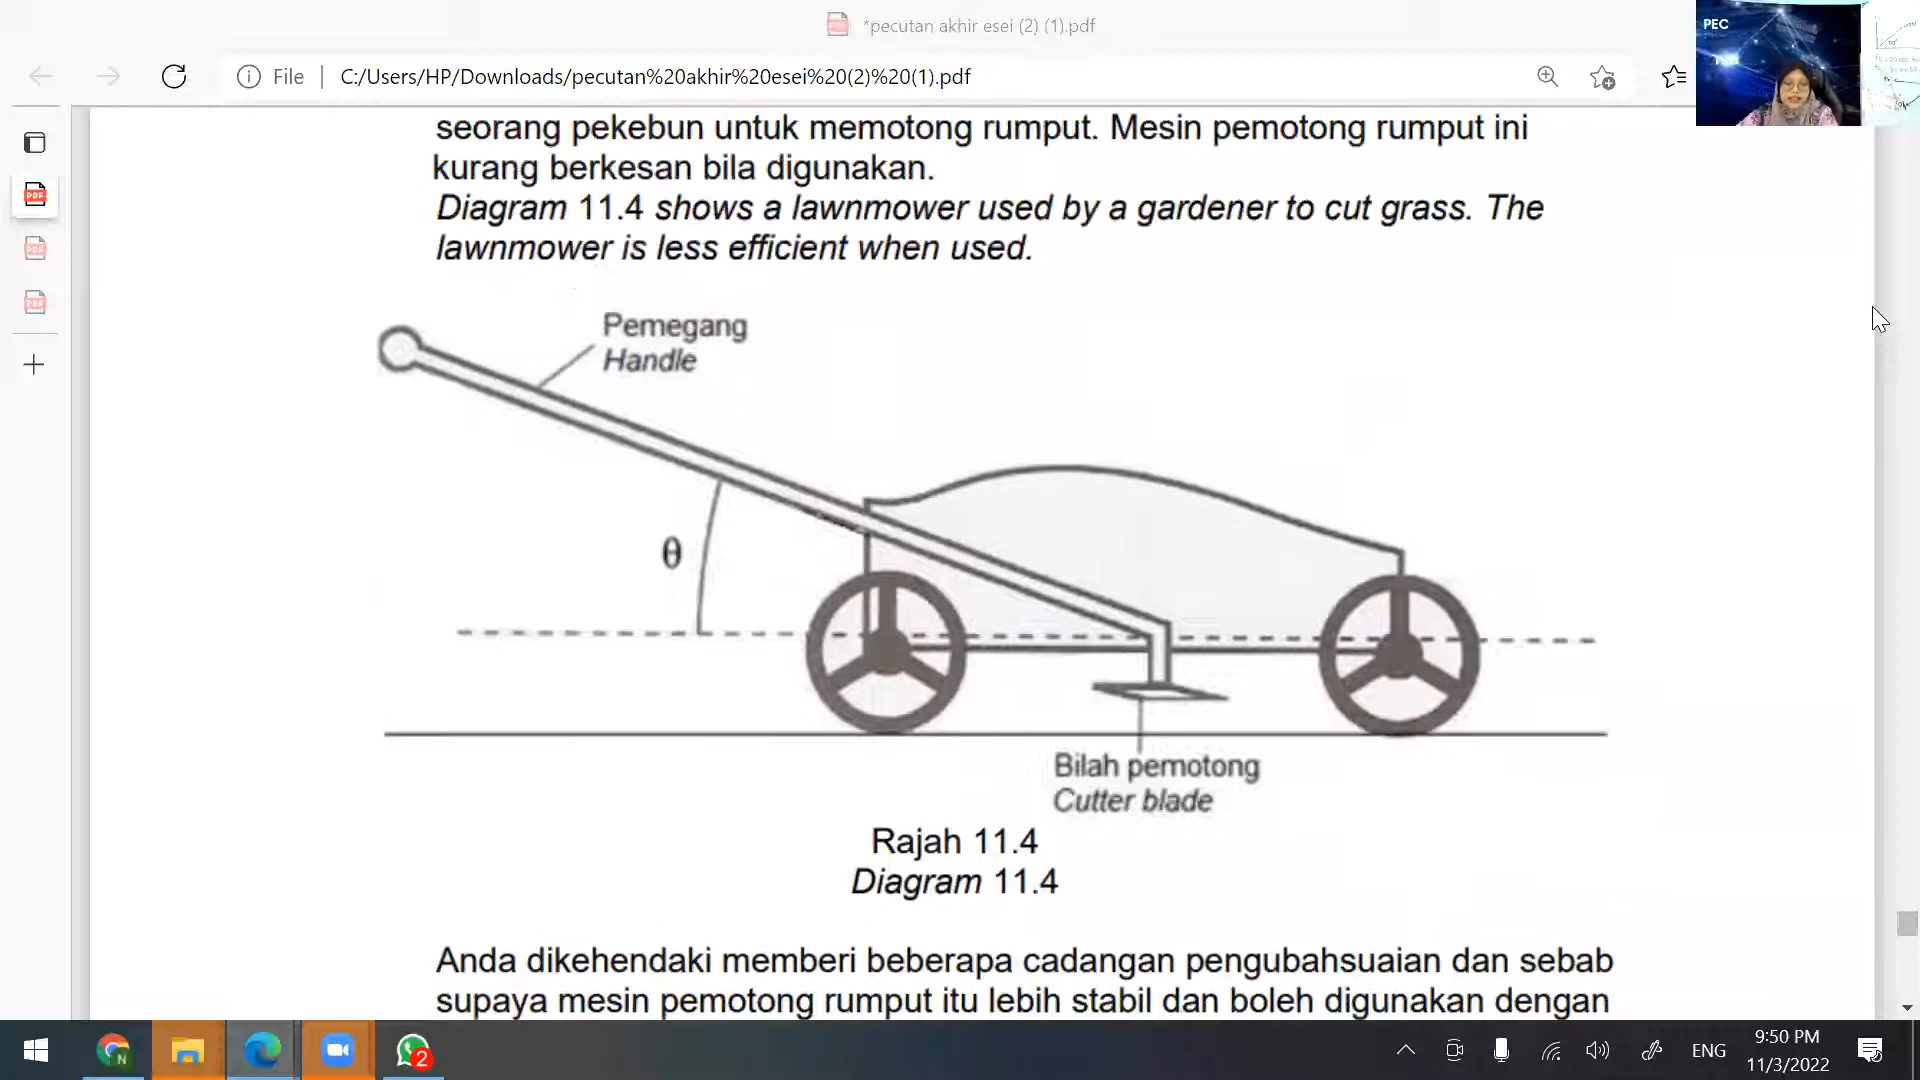 *pecutan akhir esei (2) (1).pdf
File
C:/Users/HP/Downloads/pecutan%20akhir%20esei%20(2)%20(1).pdf
PEC
seorang pekebun untuk memotong rumput. Mesin pemotong rumput ini
kurang berkesan bila digunakan.
Diagram 11.4 shows a lawnmower used by a gardener to cut grass. The
lawnmower is less efficient when used.
Pemegang
Handle
θ
Bilah pemotong
Cutter blade
Rajah 11.4
Diagram 11.4
Anda dikehendaki memberi beberapa cadangan pengubahsuaian dan sebab
supaya mesin pemotong rumput itu lebih stabil dan boleh digunakan dengan
N
2
ENG
9:50 PM
11/3/2022